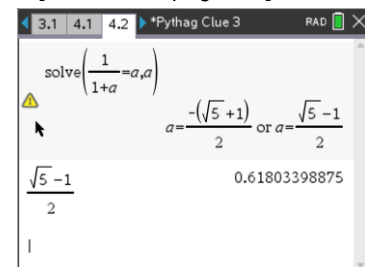 3.1 4.1 4.2 *Pythag Clue 3 RAD
solve(1/(1+a)=a,a)
a=-(√5+1)/2 or a=(√5-1)/2
(√5-1)/2 0.61803398875